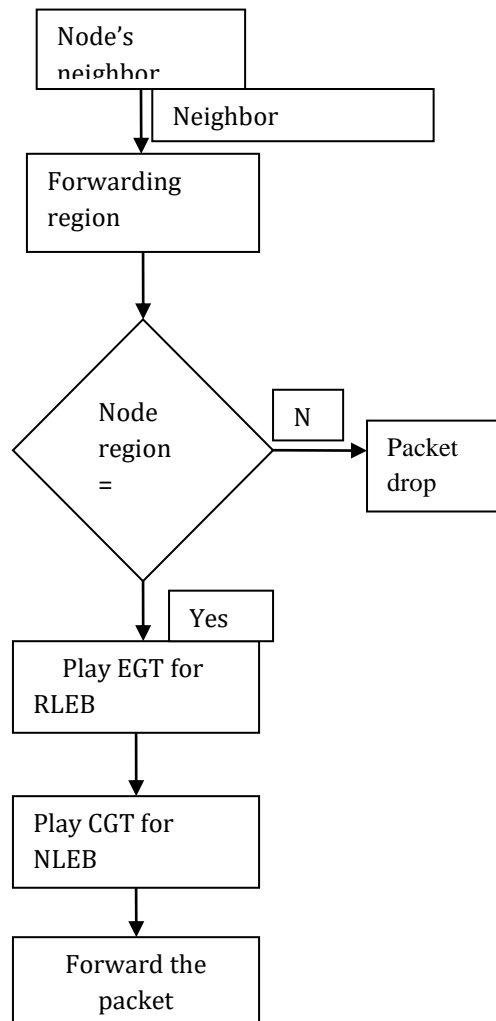 Node’s
neighbor
Neighbor
Forwarding
region
Node
region
=
N
Packet
drop
Yes
Play EGT for
RLEB
Play CGT for
NLEB
Forward the
packet